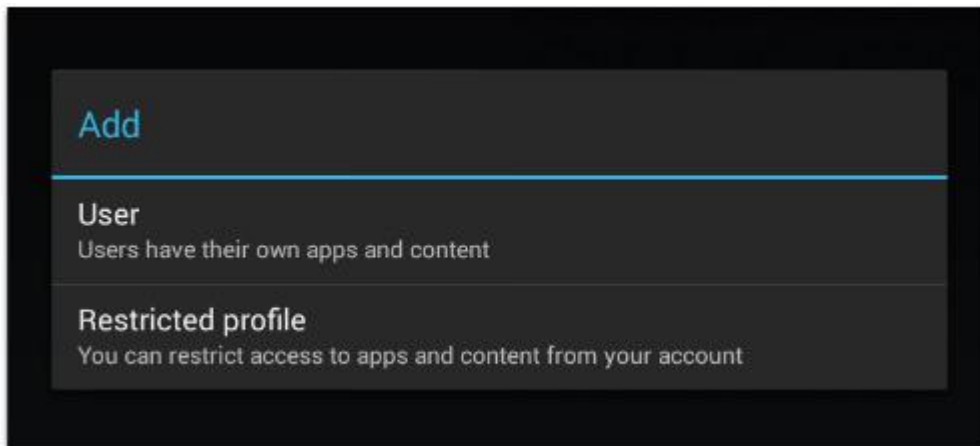 Add
User
Users have their own apps and content
Restricted profile
You can restrict access to apps and content from your account